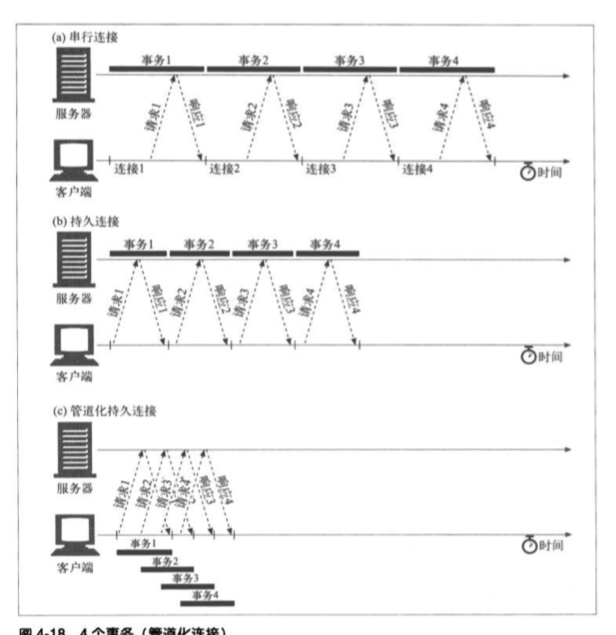 (a) 串行连接
事务1 事务2 事务3 事务4
服务器
请求1 响应1 请求2 响应2 请求3 响应3 请求4 响应4
连接1 连接2 连接3 连接4 时间
客户端
(b) 持久连接
事务1 事务2 事务3 事务4
服务器
请求1 响应1 请求2 响应2 请求3 响应3 请求4 响应4
时间
客户端
(c) 管道化持久连接
服务器
请求1 请求2 请求3 请求4 响应3 响应4
时间
客户端
事务1
事务2
事务3
事务4
图 4-18 4 个事务（管道化连接）